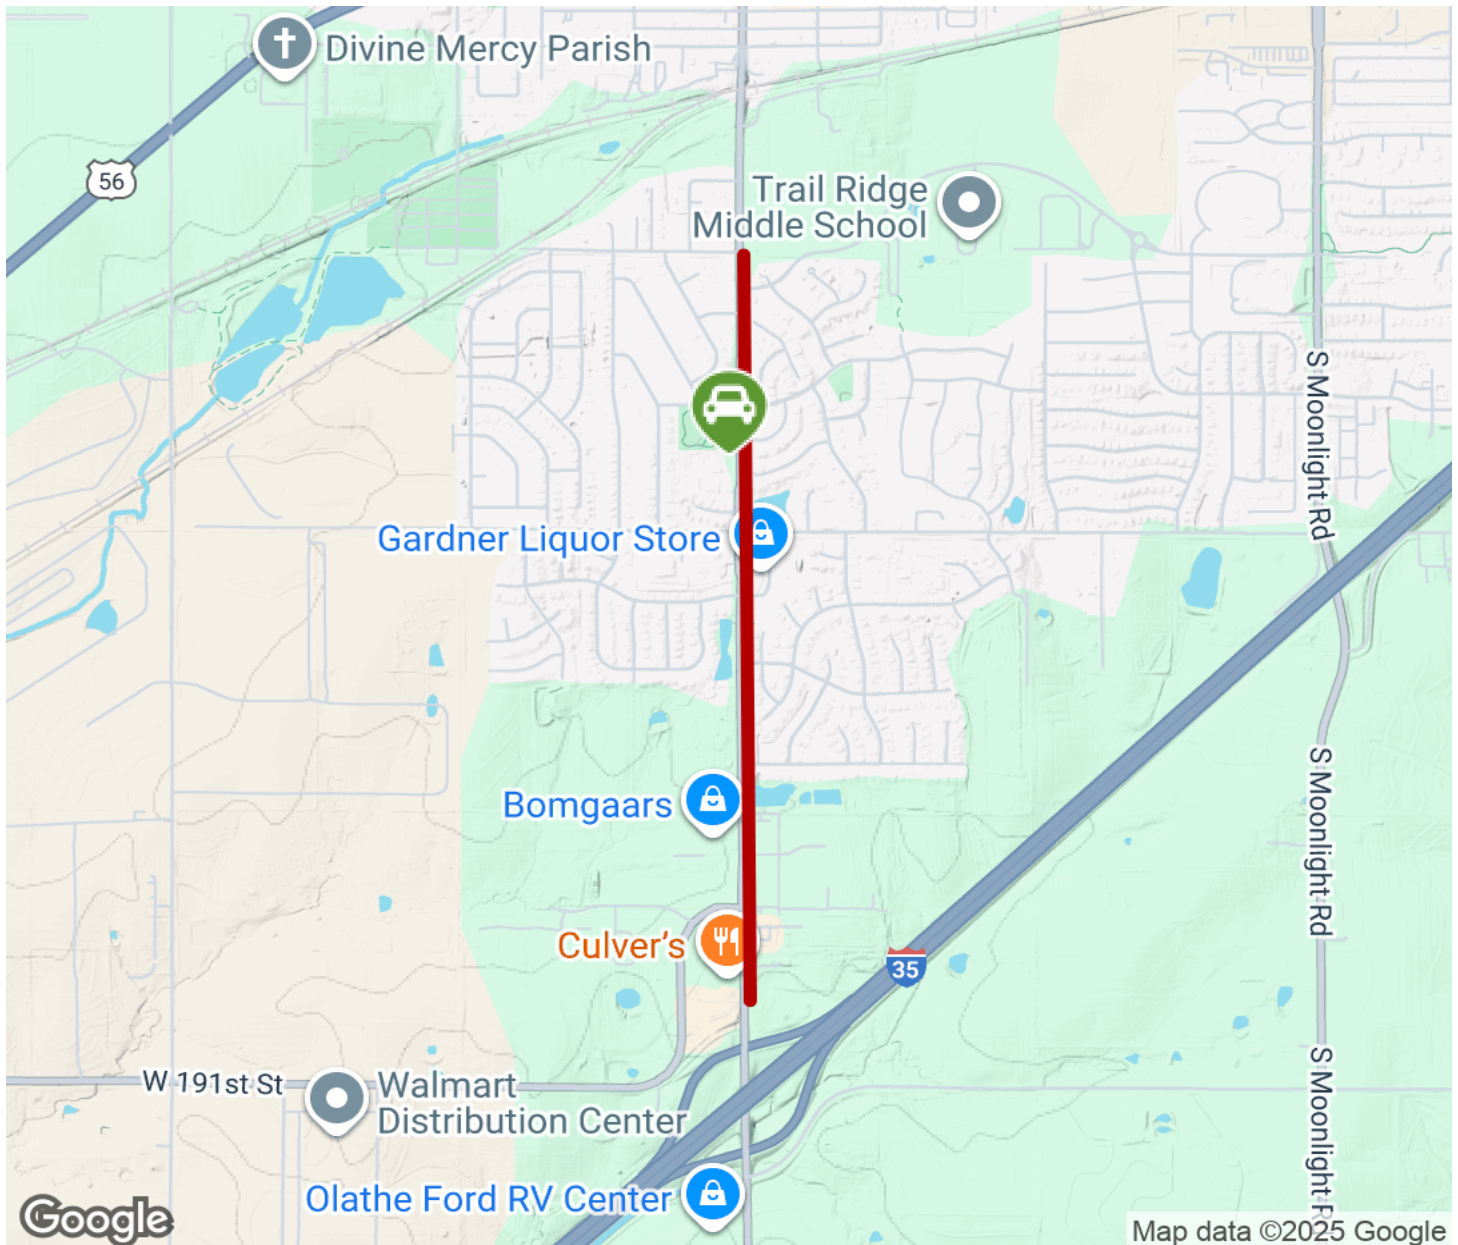 Divine Mercy Parish
56
Trail Ridge
Middle School
S Moonlight Rd
Gardner Liquor Store
Bomgaars
S Moonlight Rd
Culver's
35
W 191st St
Walmart
Distribution Center
S Moonlight R
Olathe Ford RV Center
Google
Map data ©2025 Google